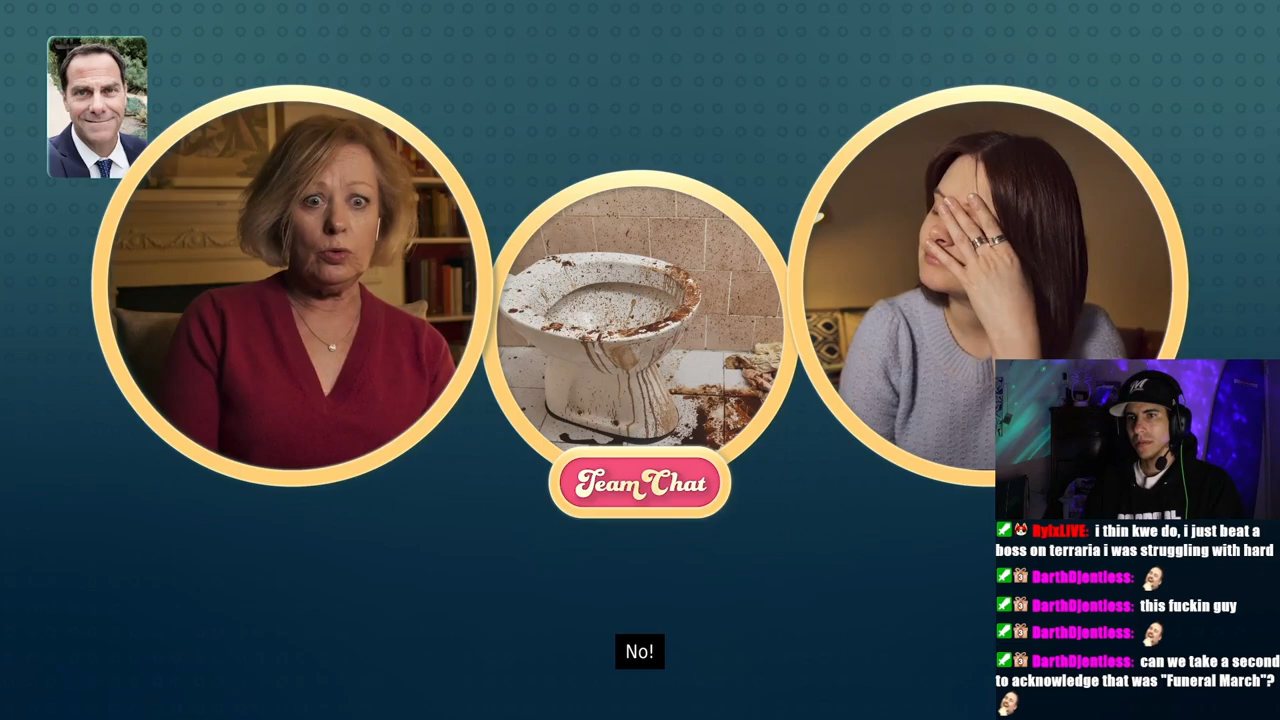 Team Chat
No!
RylxLIVE: i thin kwe do, i just beat a
boss on terraria i was struggling with hard
DarthDjentless:
DarthDjentless: this fuckin guy
DarthDjentless:
DarthDjentless: can we take a second
to acknowledge that was "Funeral March"?